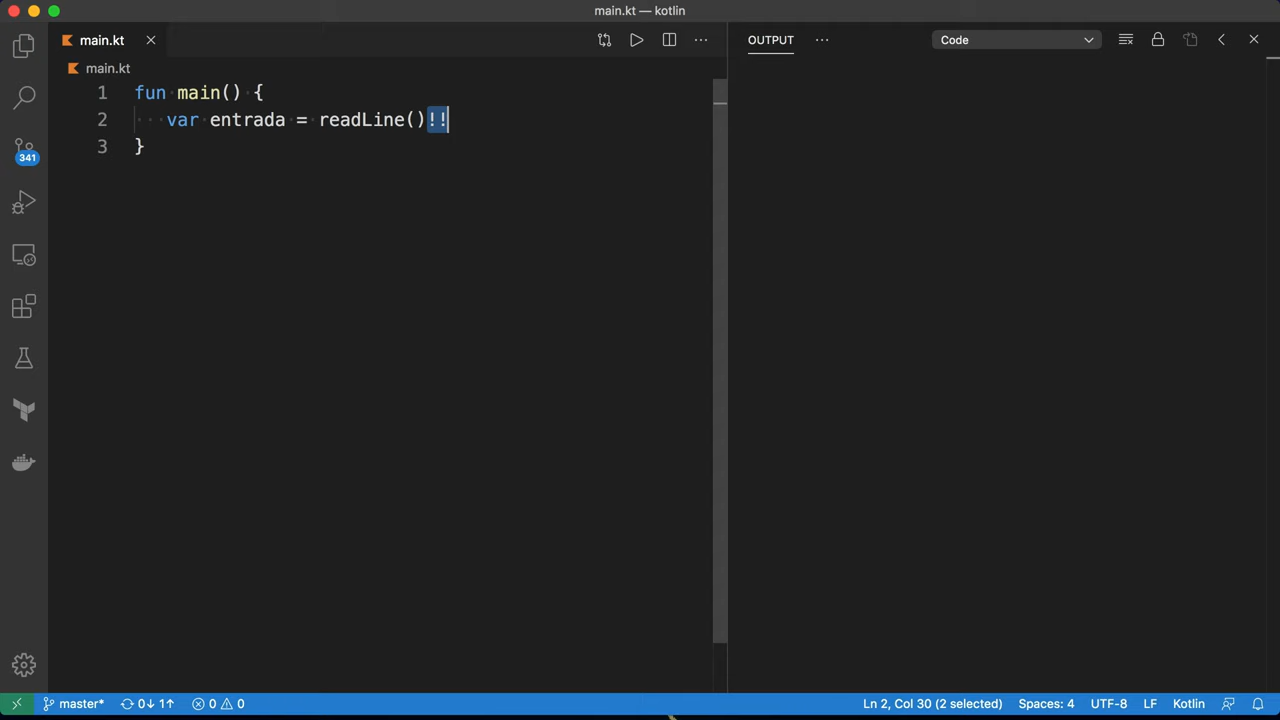 main.kt — kotlin
main.kt
OUTPUT
Code
main.kt
1 fun main() {
2 var entrada = readLine()!!
3 }
341
master* 0↓ 1↑ 0 0
Ln 2, Col 30 (2 selected) Spaces: 4 UTF-8 LF Kotlin